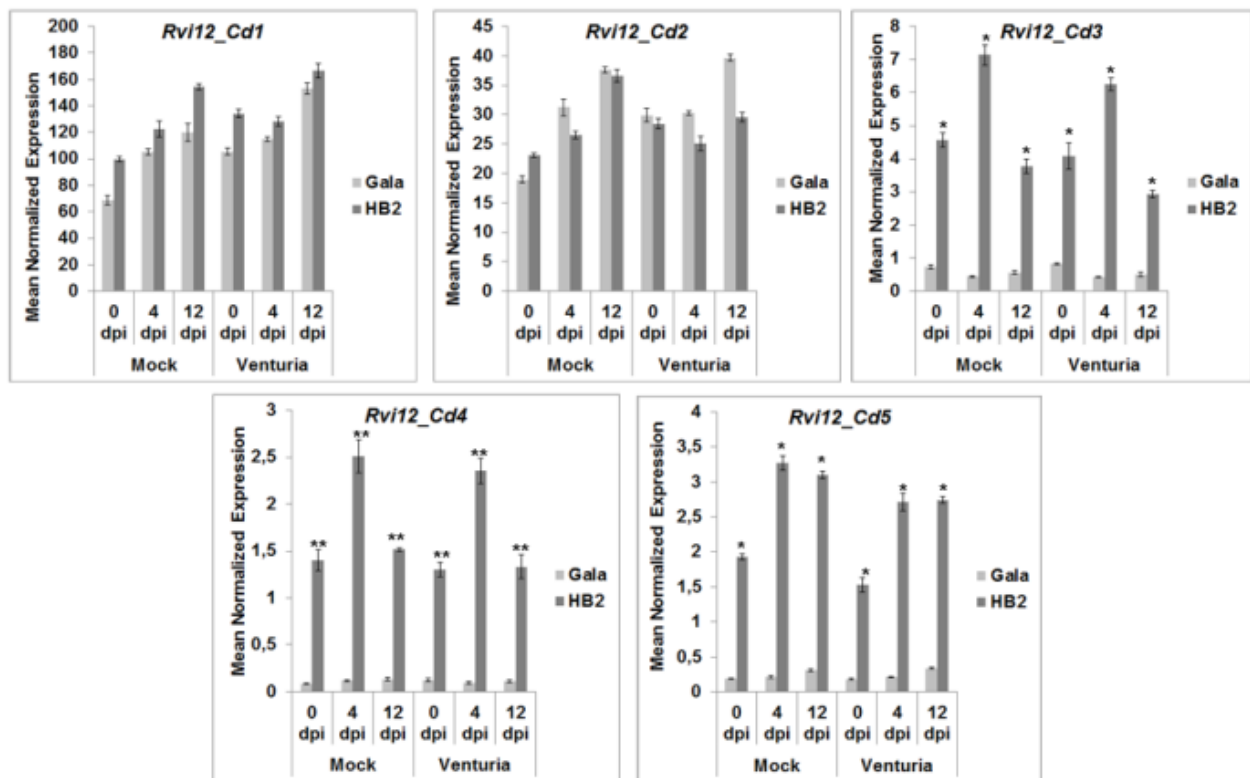 Rvi12_Cd1
Mean Normalized Expression
200
180
160
140
120
100
80
60
40
20
0
0 4 12 0 4 12
dpi dpi dpi dpi dpi dpi
Mock Venturia
Gala
HB2
Rvi12_Cd2
Mean Normalized Expression
45
40
35
30
25
20
15
10
5
0
0 4 12 0 4 12
dpi dpi dpi dpi dpi dpi
Mock Venturia
Gala
HB2
Rvi12_Cd3
Mean Normalized Expression
8
7
6
5
4
3
2
1
0
* * * * * *
0 4 12 0 4 12
dpi dpi dpi dpi dpi dpi
Mock Venturia
Gala
HB2
Rvi12_Cd4
Mean Normalized Expression
3
2,5
2
1,5
1
0,5
0
** ** ** ** ** **
0 4 12 0 4 12
dpi dpi dpi dpi dpi dpi
Mock Venturia
Gala
HB2
Rvi12_Cd5
Mean Normalized Expression
4
3,5
3
2,5
2
1,5
1
0,5
0
* * * * * *
0 4 12 0 4 12
dpi dpi dpi dpi dpi dpi
Mock Venturia
Gala
HB2